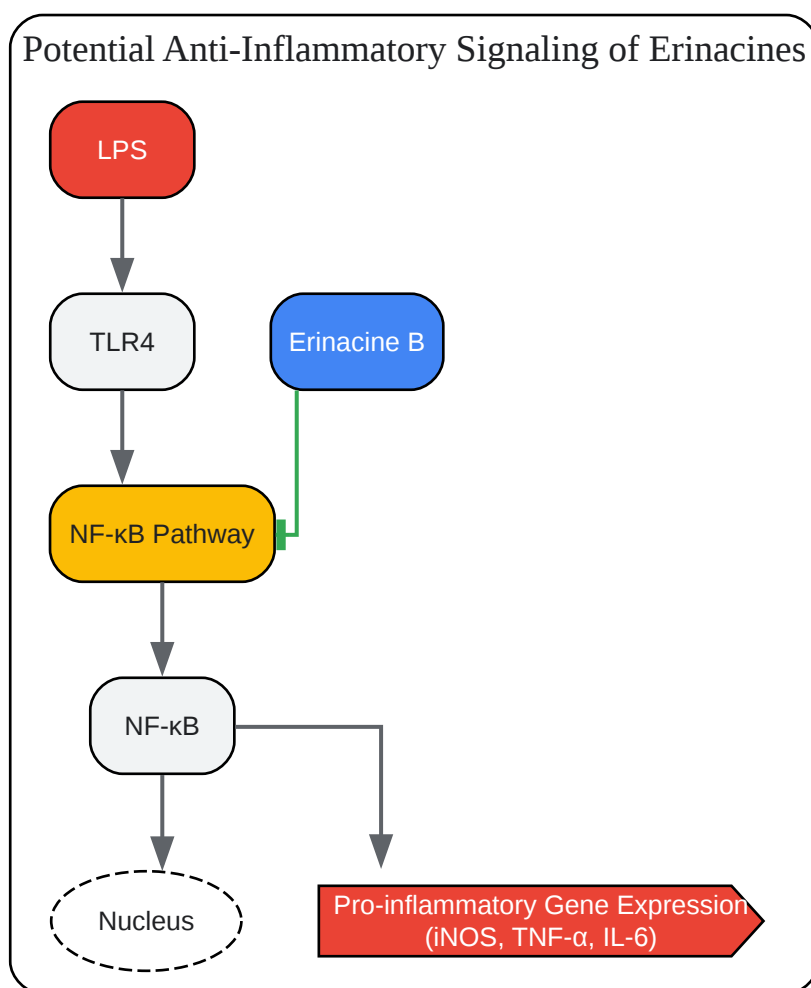 Potential Anti-Inflammatory Signaling of Erinacines
LPS
TLR4
Erinacine B
NF-κB Pathway
NF-κB
Nucleus
Pro-inflammatory Gene Expression
(iNOS, TNF-α, IL-6)